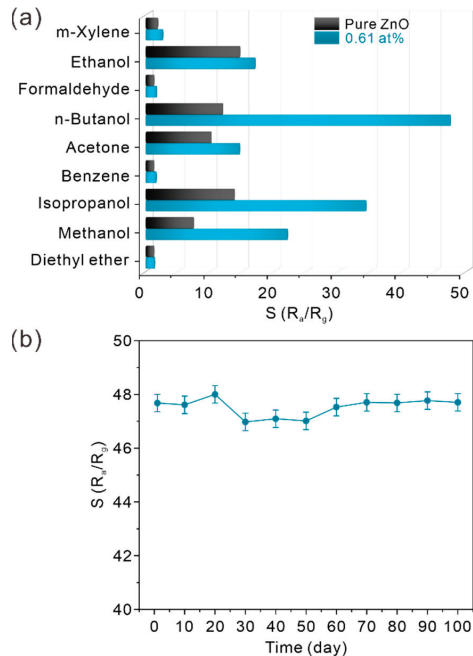 (a)
Pure ZnO
0.61 at%
m-Xylene
Ethanol
Formaldehyde
n-Butanol
Acetone
Benzene
Isopropanol
Methanol
Diethyl ether
0 10 20 30 40 50
S (Ra/Rg)
(b)
50
48
46
44
42
40
S (Ra/Rg)
0 10 20 30 40 50 60 70 80 90 100
Time (day)